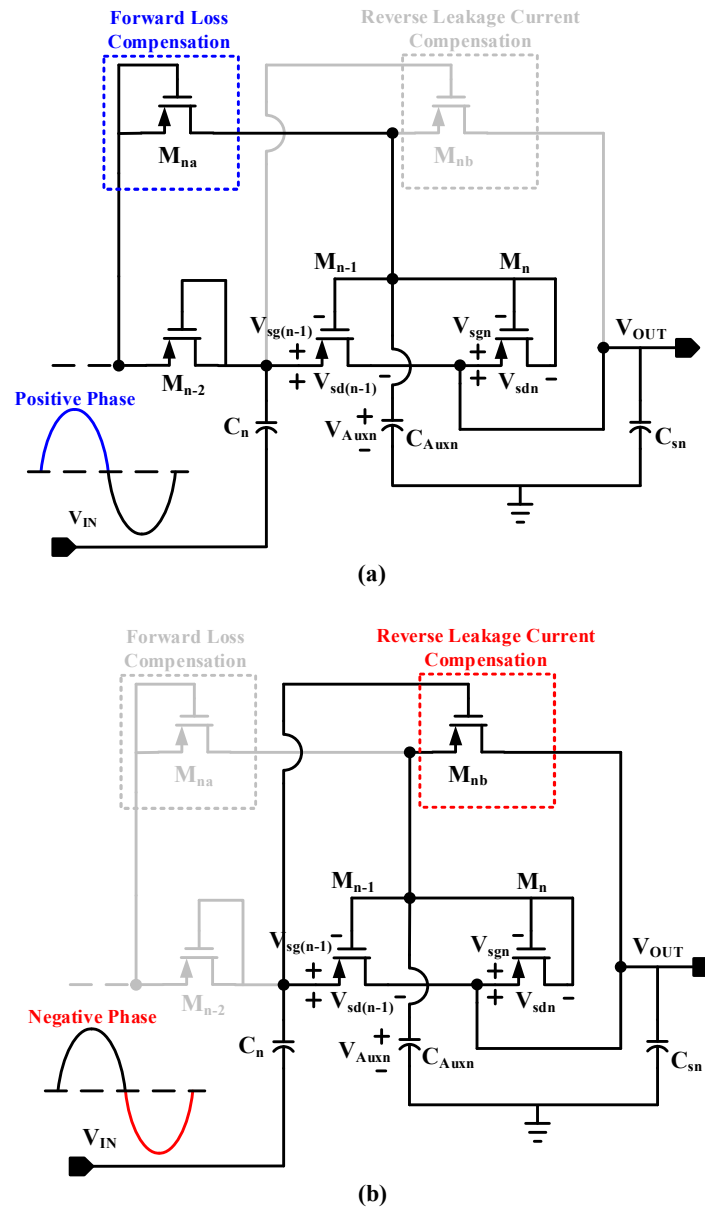 Forward Loss
Compensation
Reverse Leakage Current
Compensation
Mna
Mnb
Mn-1
Mn
Vsg(n-1)
Vsgn
VOUT
Mn-2
Vsd(n-1)
Vsdn
Positive Phase
Cn
VAuxn
CAuxn
Csn
VIN
(a)
Forward Loss
Compensation
Reverse Leakage Current
Compensation
Mna
Mnb
Mn-1
Mn
Vsg(n-1)
Vsgn
VOUT
Mn-2
Vsd(n-1)
Vsdn
Negative Phase
Cn
VAuxn
CAuxn
Csn
VIN
(b)